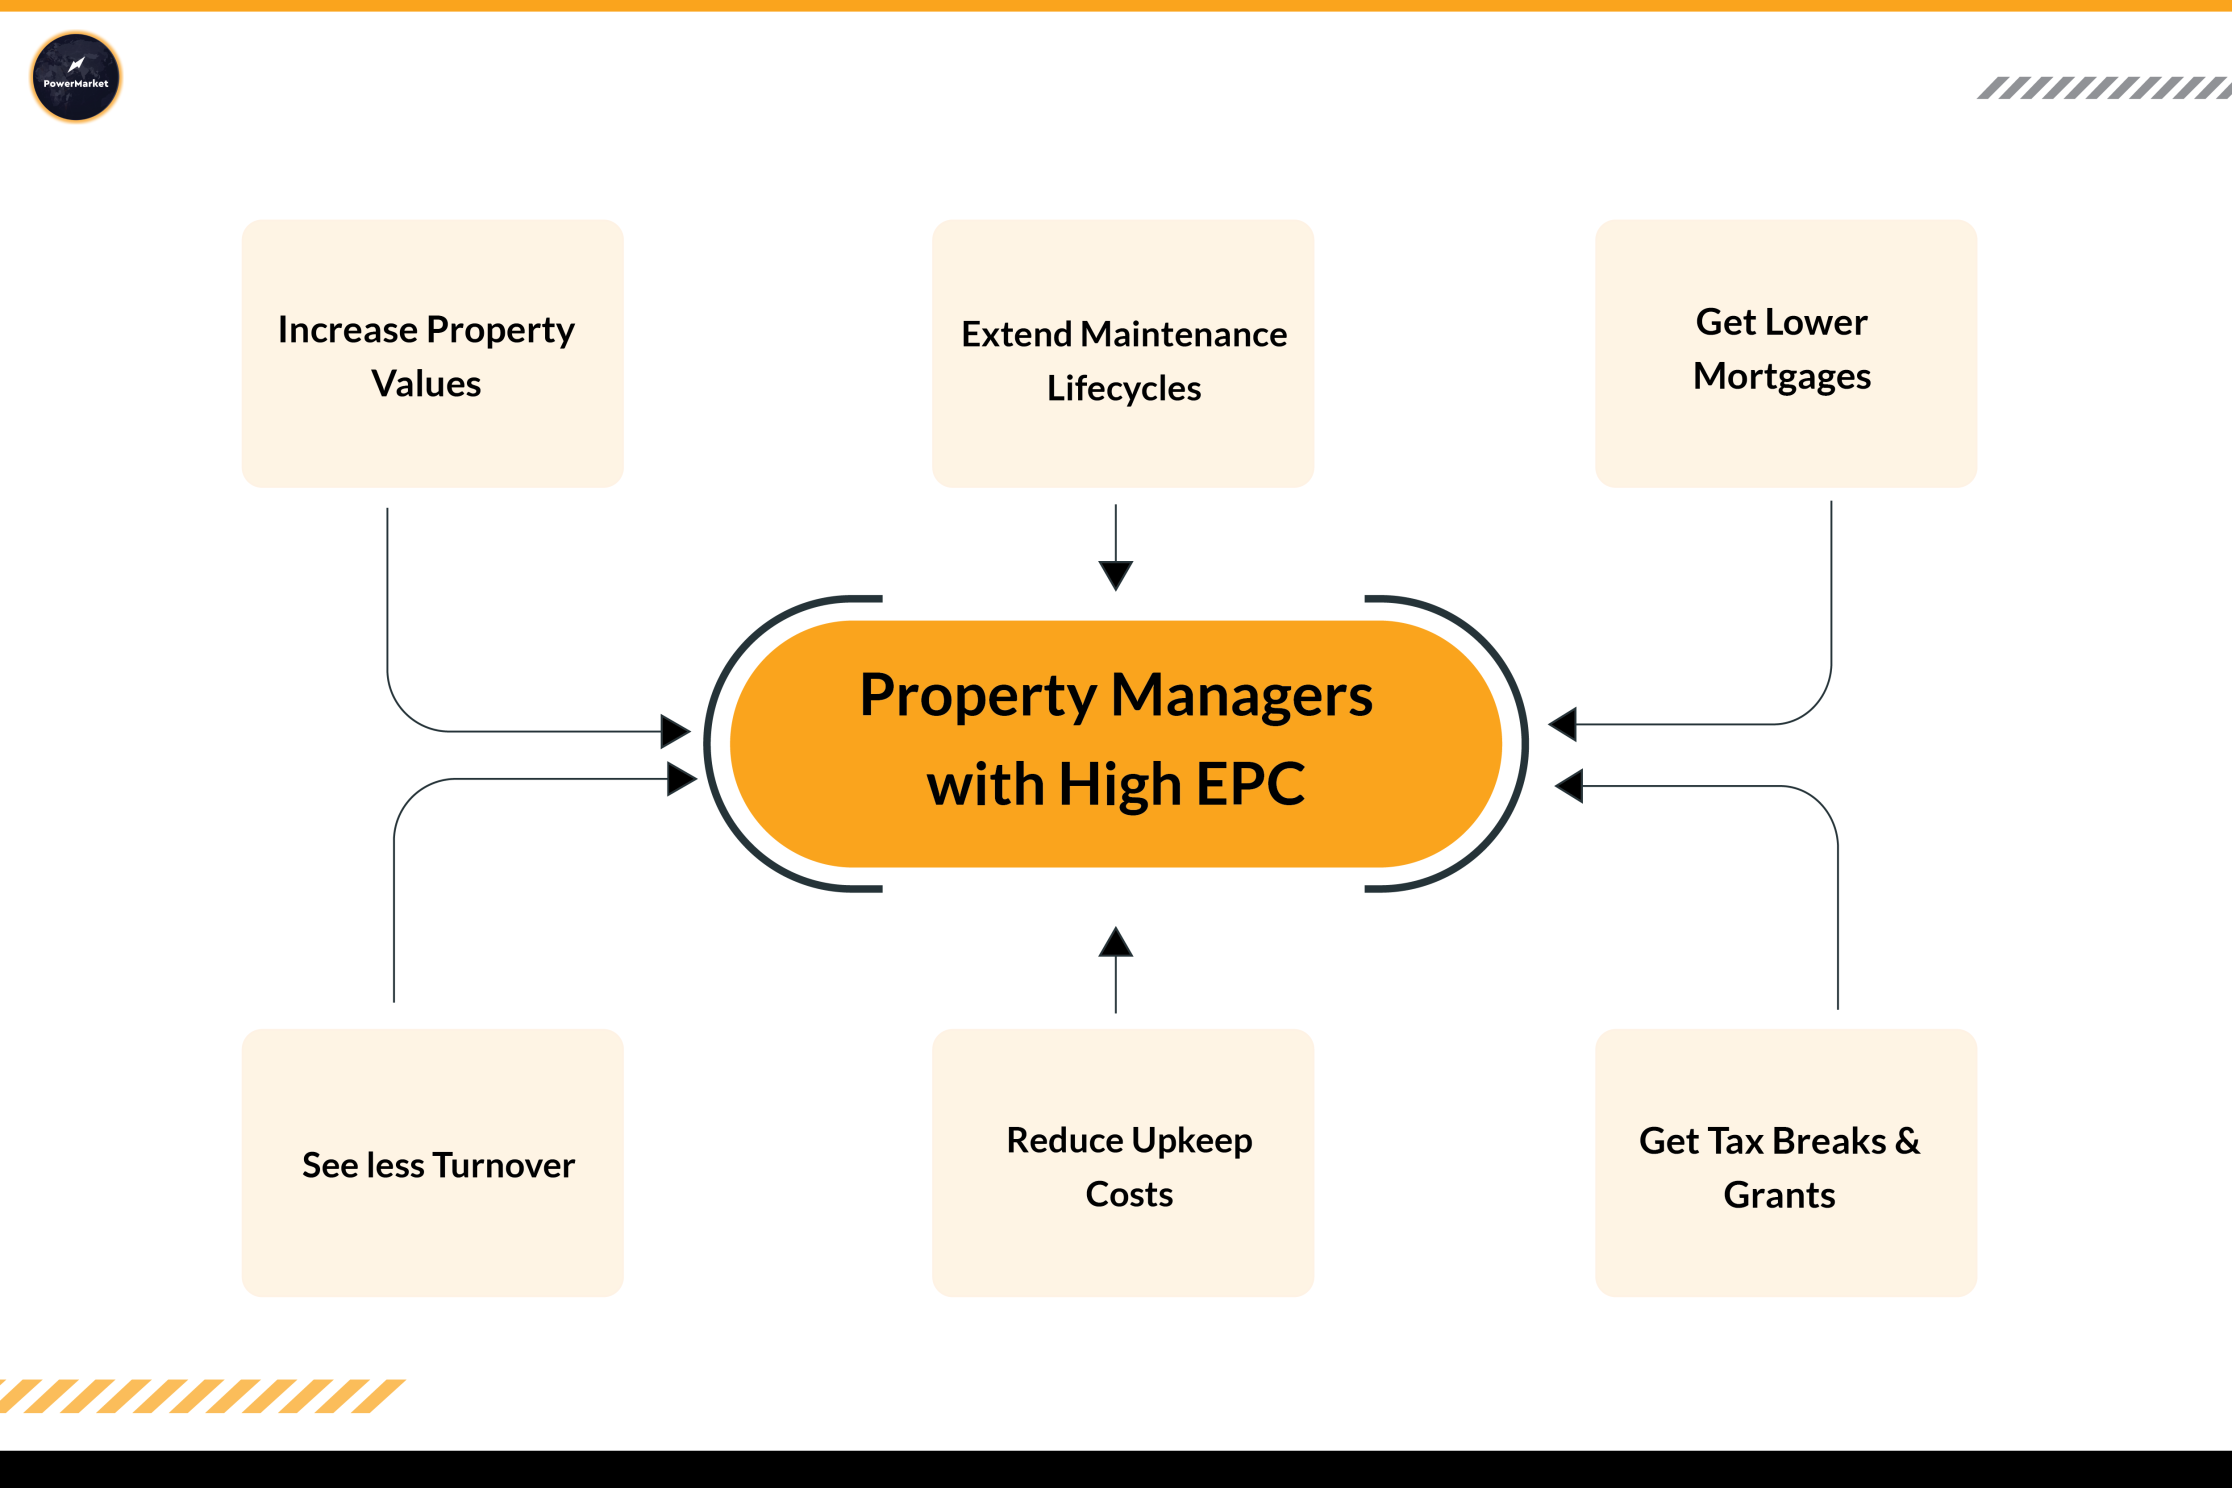 PowerMarket
Increase Property
Values
Extend Maintenance
Lifecycles
Get Lower
Mortgages
Property Managers
with High EPC
See less Turnover
Reduce Upkeep
Costs
Get Tax Breaks &
Grants